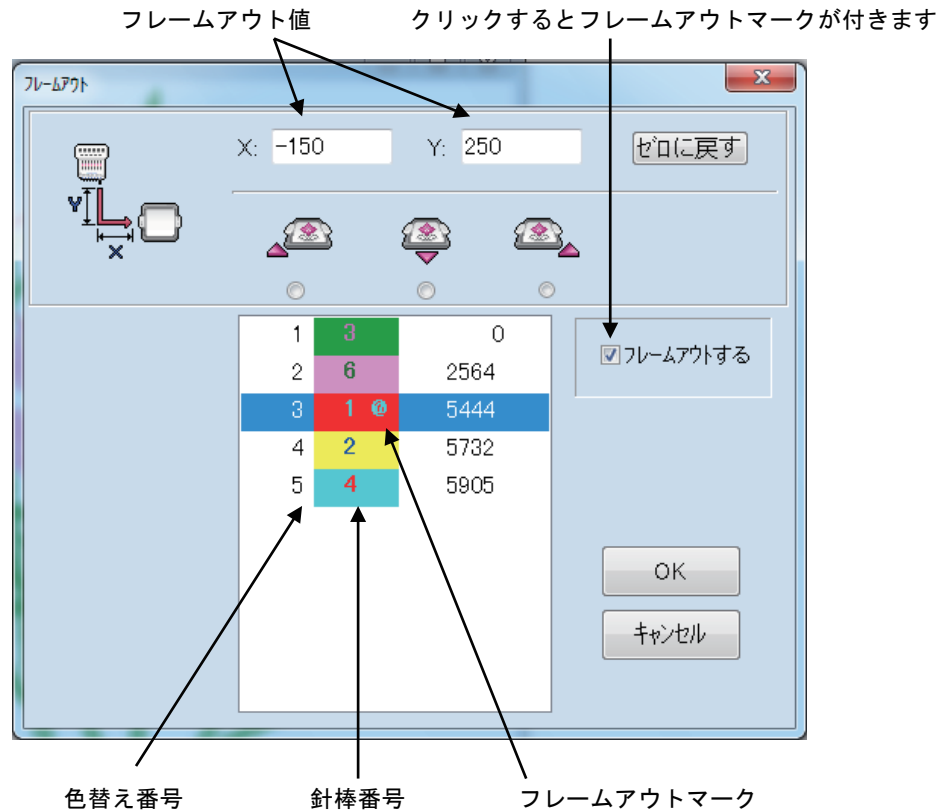 フレームアウト値 クリックするとフレームアウトマークが付きます
フレームアウト
X: -150 Y: 250 ゼロに戻す
Y
X
1 3 0
フレームアウトする
2 6 2564
3 1 @ 5444
4 2 5732
5 4 5905
OK
キャンセル
色替え番号 針棒番号 フレームアウトマーク